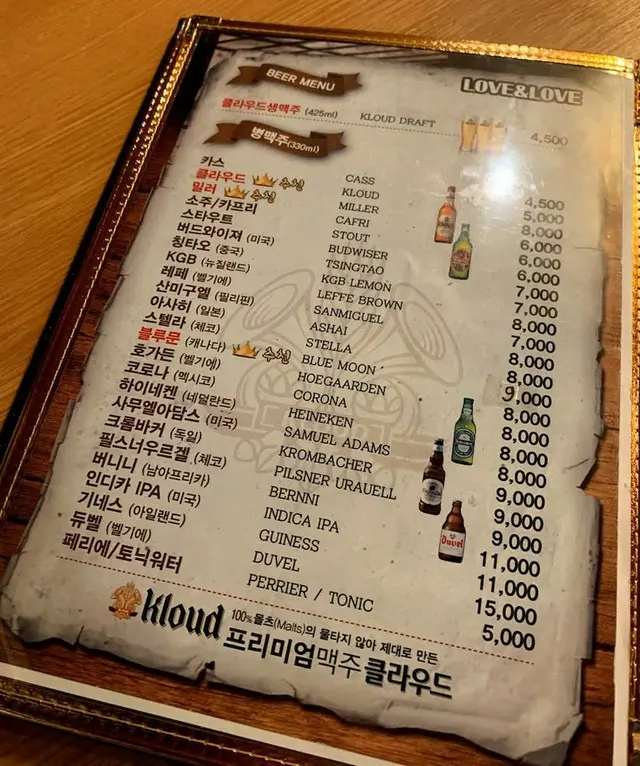 BEER MENU
LOVE&LOVE
클라우드생맥주 (425ml) KLOUD DRAFT 4,500
병맥주(330ml)
카스 CASS 4,500
클라우드 KLOUD 5,000
밀러 MILLER 8,000
소주/카프리 CAFRI 6,000
스타우트 STOUT 6,000
버드와이져 (미국) BUDWISER 6,000
칭타오 (중국) TSINGTAO 7,000
KGB (뉴질랜드) KGB LEMON 7,000
레페 (벨기에) LEFFE BROWN 8,000
산미구엘 (필리핀) SANMIGUEL 7,000
아사히 (일본) ASHAI 8,000
스텔라 (체코) STELLA 8,000
블루문 (캐나다) BLUE MOON 9,000
호가든 (벨기에) HOEGAARDEN 8,000
코로나 (멕시코) CORONA 8,000
하이네켄 (네덜란드) HEINEKEN 8,000
사무엘아담스 (미국) SAMUEL ADAMS 8,000
크롬바커 (독일) KROMBACHER 9,000
필스너우르겔 (체코) PILSNER URAUELL 9,000
버니니 (남아프리카) BERNNI 9,000
인디카 IPA (미국) INDICA IPA 11,000
기네스 (아일랜드) GUINESS 11,000
듀벨 (벨기에) DUVEL 15,000
페리에/토닉워터 PERRIER / TONIC 5,000
Duvel
Kloud 100% 몰츠(Malts)의 물타지 않아 제대로 만든
프리미엄맥주 클라우드